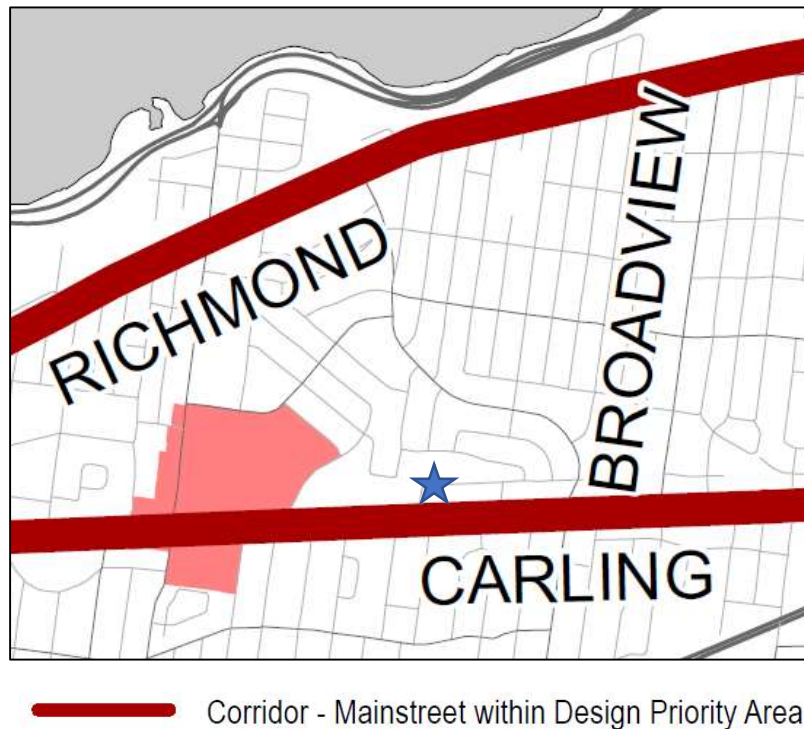 RICHMOND
BROADVIEW
CARLING
Corridor - Mainstreet within Design Priority Area